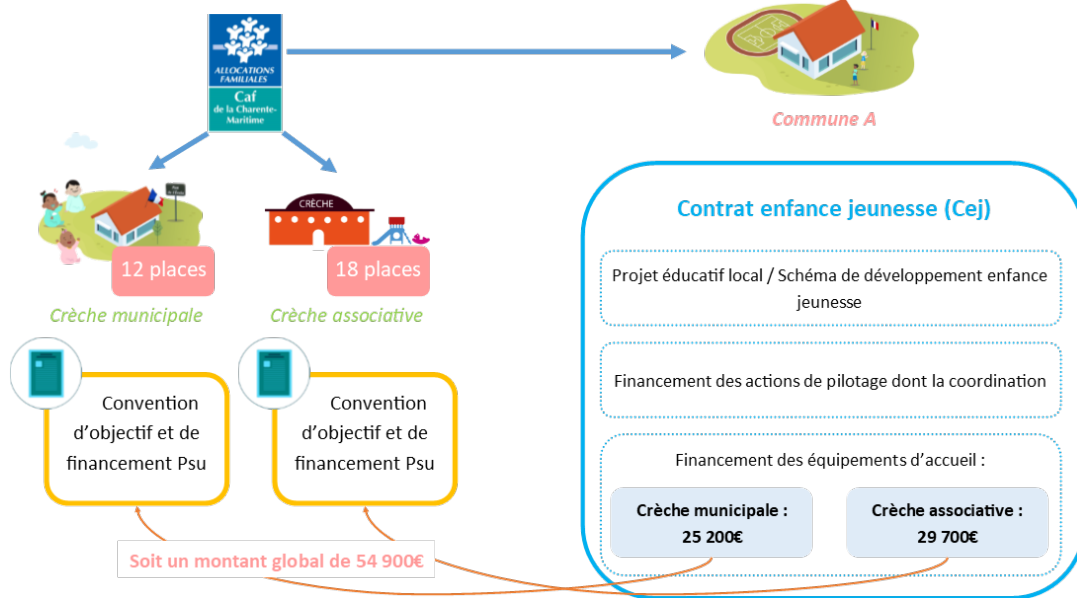 ALLOCATIONS
FAMILIALES
Caf
de la Charente-
Maritime
Commune A
CRÈCHE
12 places
18 places
Crèche municipale
Crèche associative
Convention
d'objectif et de
financement Psu
Convention
d'objectif et de
financement Psu
Soit un montant global de 54 900€
Contrat enfance jeunesse (Cej)
Projet éducatif local / Schéma de développement enfance
jeunesse
Financement des actions de pilotage dont la coordination
Financement des équipements d'accueil :
Crèche municipale :
25 200€
Crèche associative :
29 700€